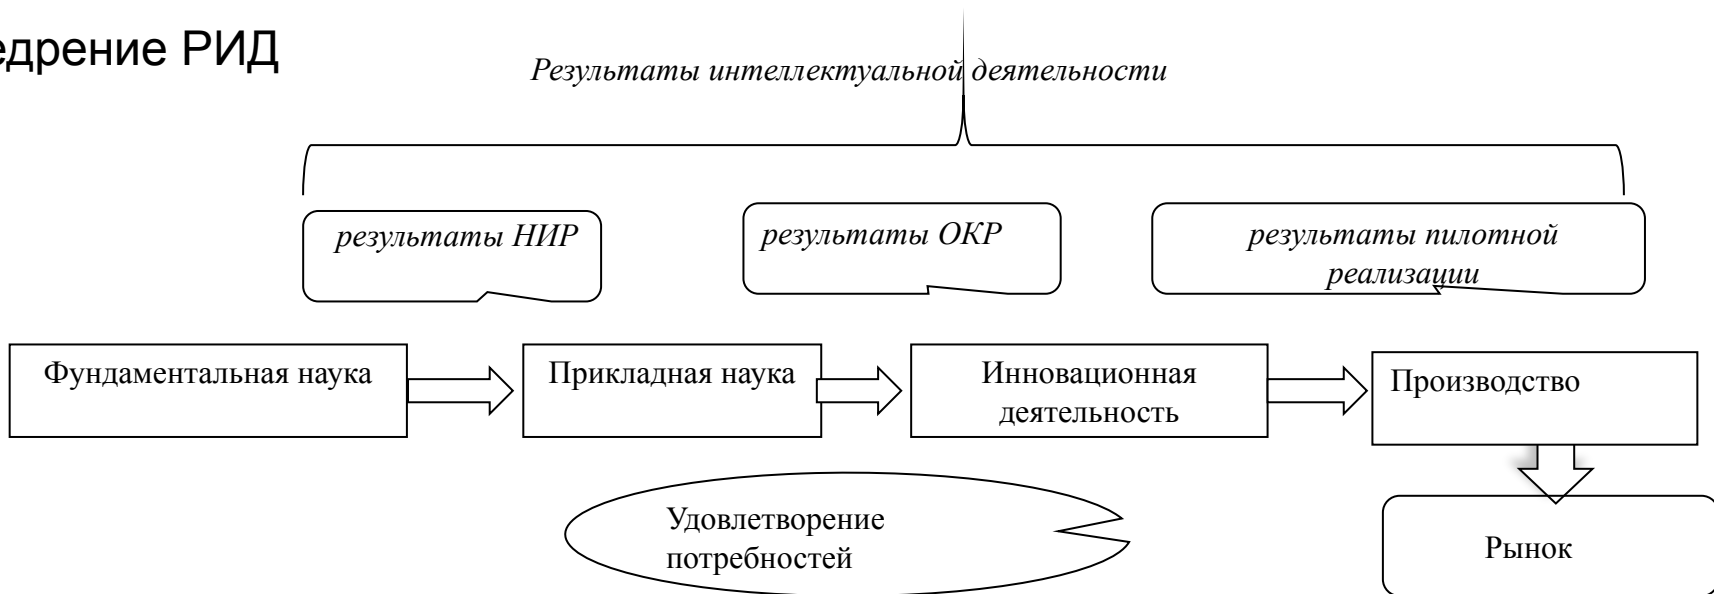 едрение РИД
Результаты интеллектуальной деятельности
результаты НИР
результаты ОКР
результаты пилотной
реализации
Фундаментальная наука
Прикладная наука
Инновационная
деятельность
Производство
Удовлетворение
потребностей
Рынок